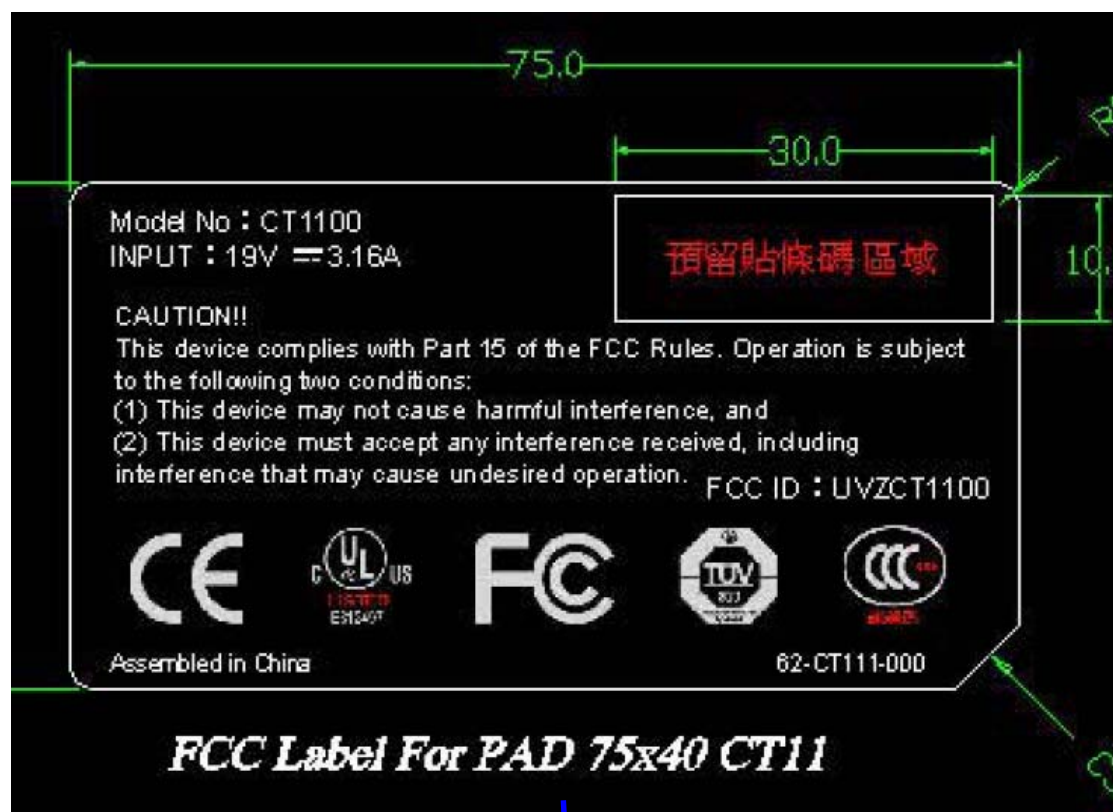 75.0
30.0
Model No：CT1100
INPUT：19V ⎓3.16A
預留貼條碼區域
10.
CAUTION!!
This device complies with Part 15 of the FCC Rules. Operation is subject
to the following two conditions:
(1) This device may not cause harmful interference, and
(2) This device must accept any interference received, including
interference that may cause undesired operation.
FCC ID：UVZCT1100
CE
C UL US
FC
TUV
CCC
Assembled in China
62-CT111-000
FCC Label For PAD 75x40 CT11